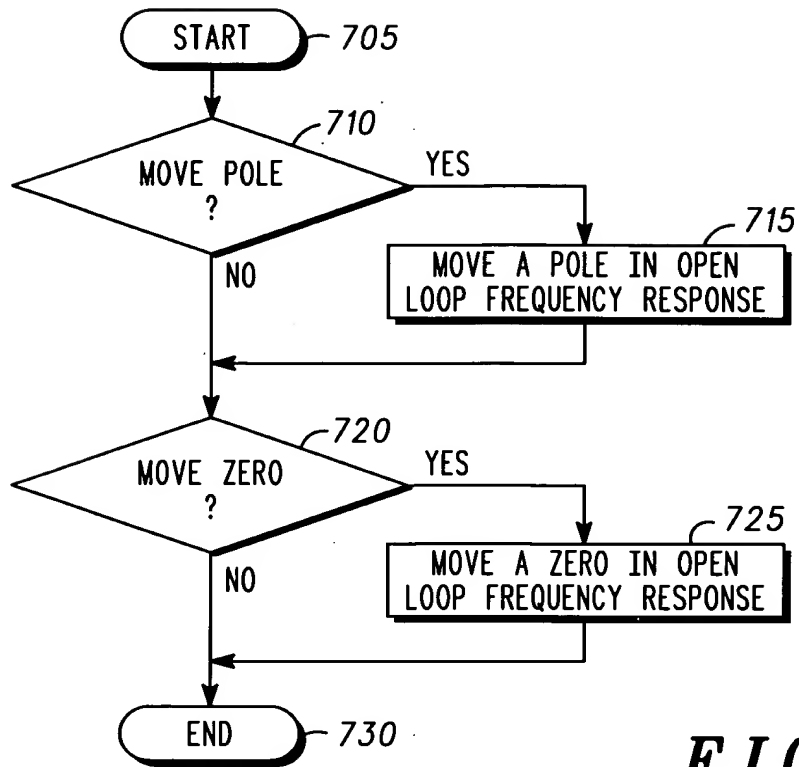 START
705
710
MOVE POLE
?
YES
NO
715
MOVE A POLE IN OPEN
LOOP FREQUENCY RESPONSE
720
MOVE ZERO
?
YES
NO
725
MOVE A ZERO IN OPEN
LOOP FREQUENCY RESPONSE
END
730